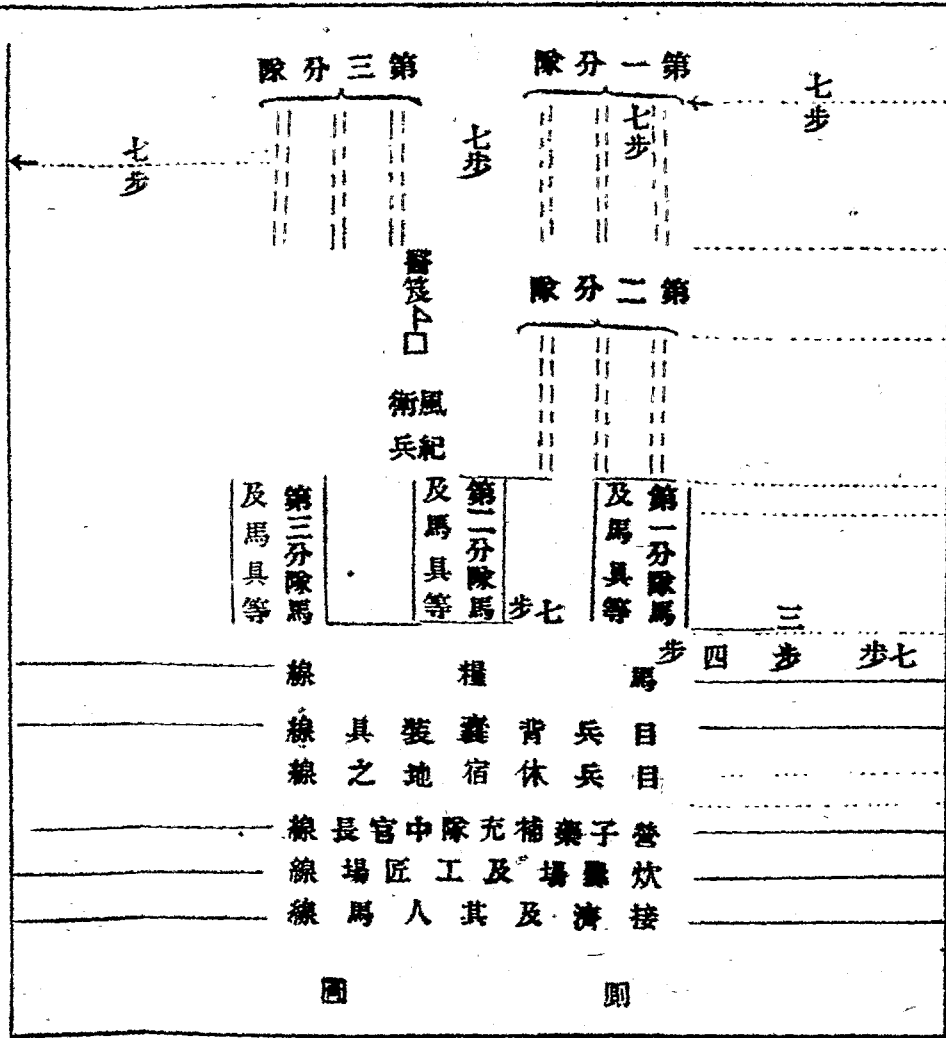 第一分隊
第三分隊
七步
七步
七步
七步
第二分隊
醫笈
風紀
衛兵
第一分隊馬
及馬具等
第二分隊馬
及馬具等
第三分隊馬
及馬具等
七步
三步
四步
七步
馬糧線
目兵背囊裝具線
目兵休宿地之線
營子藥補充隊中官長線
炊爨場及工匠場線
接濟及其人馬線
廁